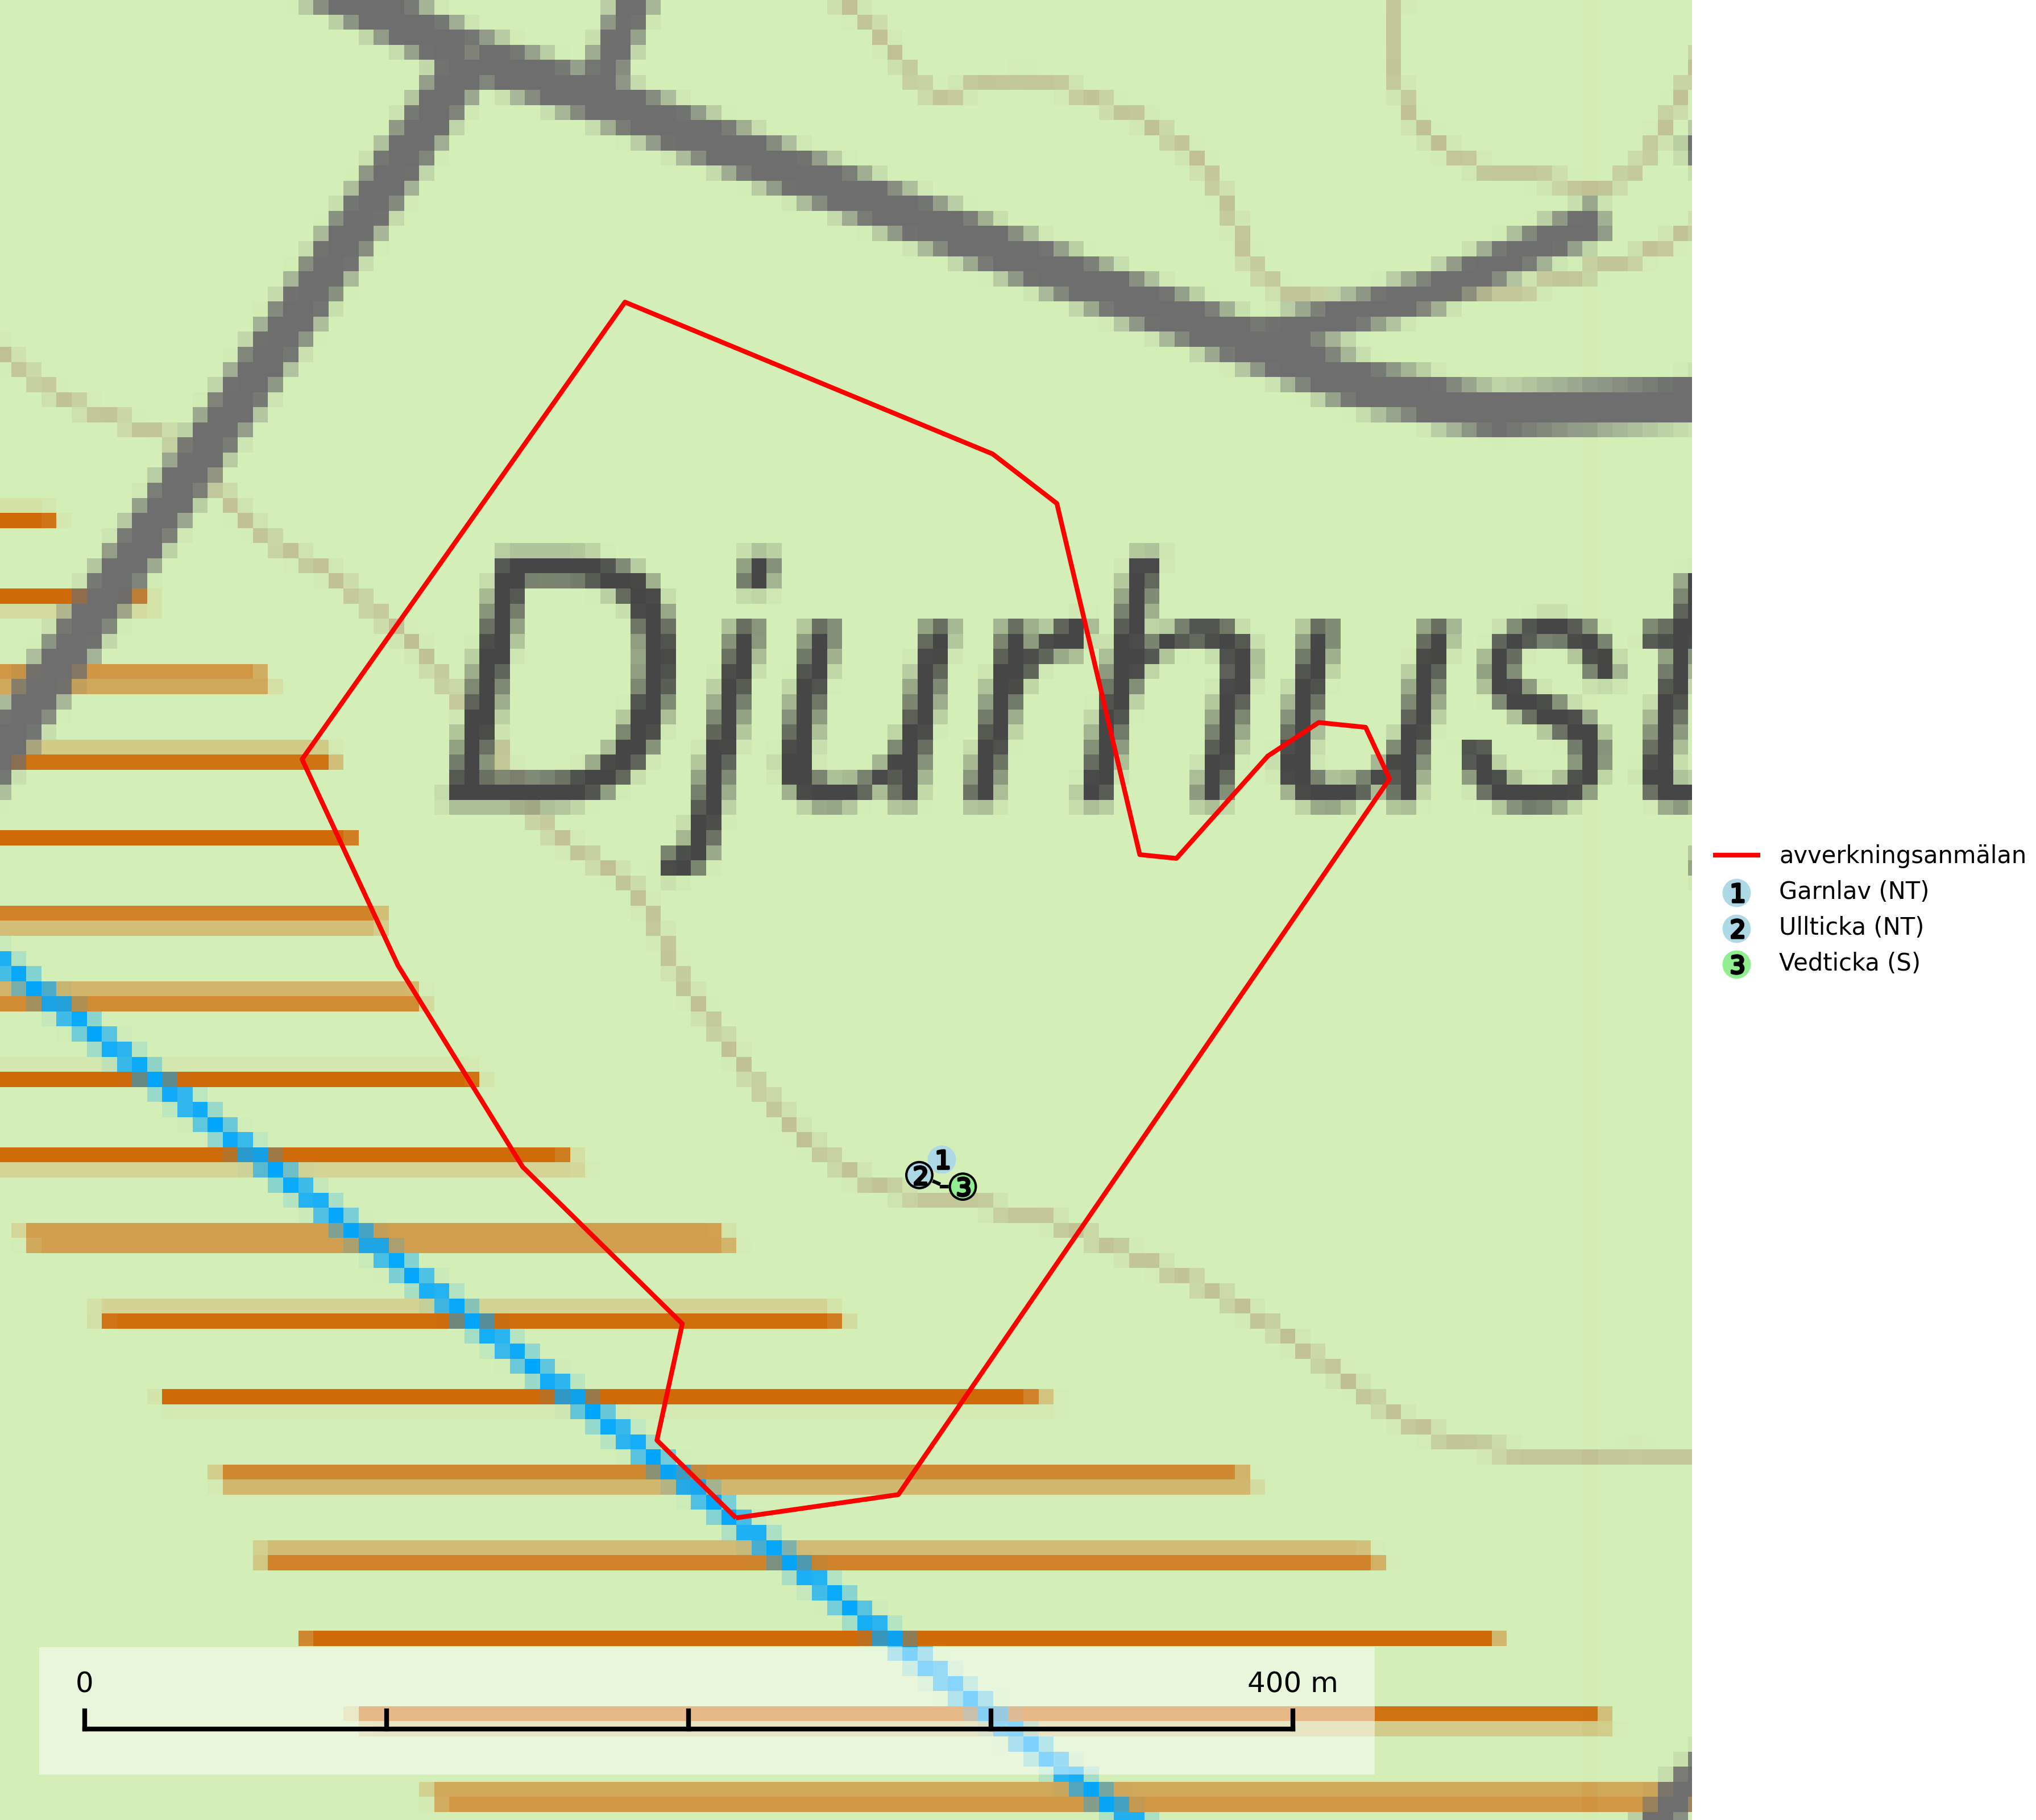 Djurhust
avverkningsanmälan
1 Garnlav (NT)
2 Ullticka (NT)
3 Vedticka (S)
1
2 3
0 400 m